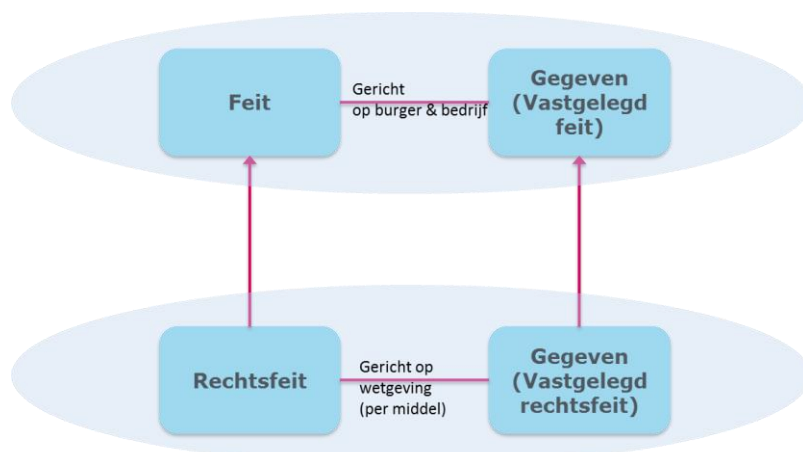 Feit
Gericht
op burger & bedrijf
Gegeven
(Vastgelegd
feit)
Rechtsfeit
Gericht op
wetgeving
(per middel)
Gegeven
(Vastgelegd
rechtsfeit)